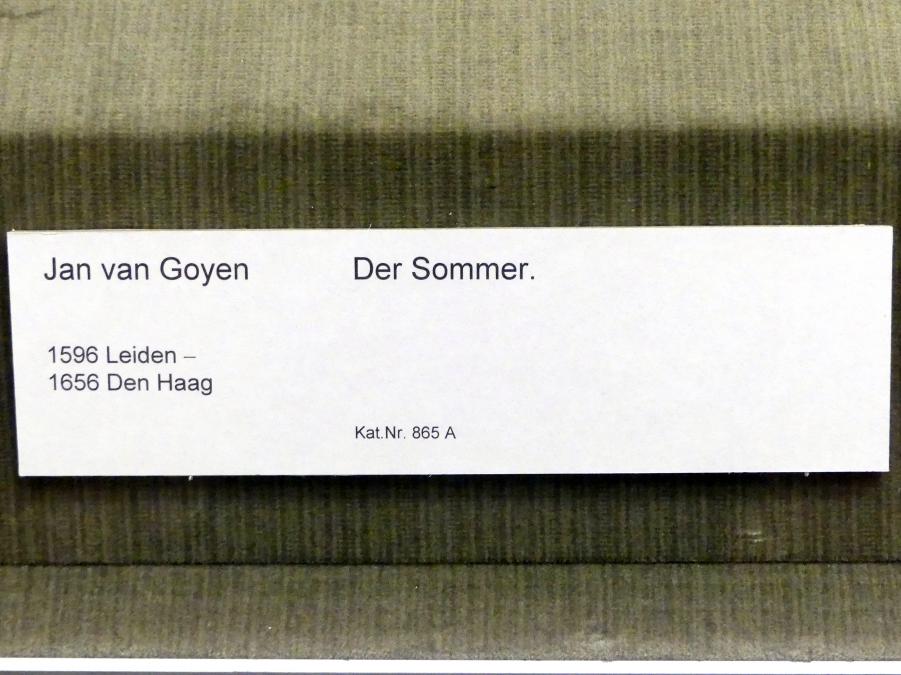 Jan van Goyen
Der Sommer.
1596 Leiden –
1656 Den Haag
Kat.Nr. 865 A